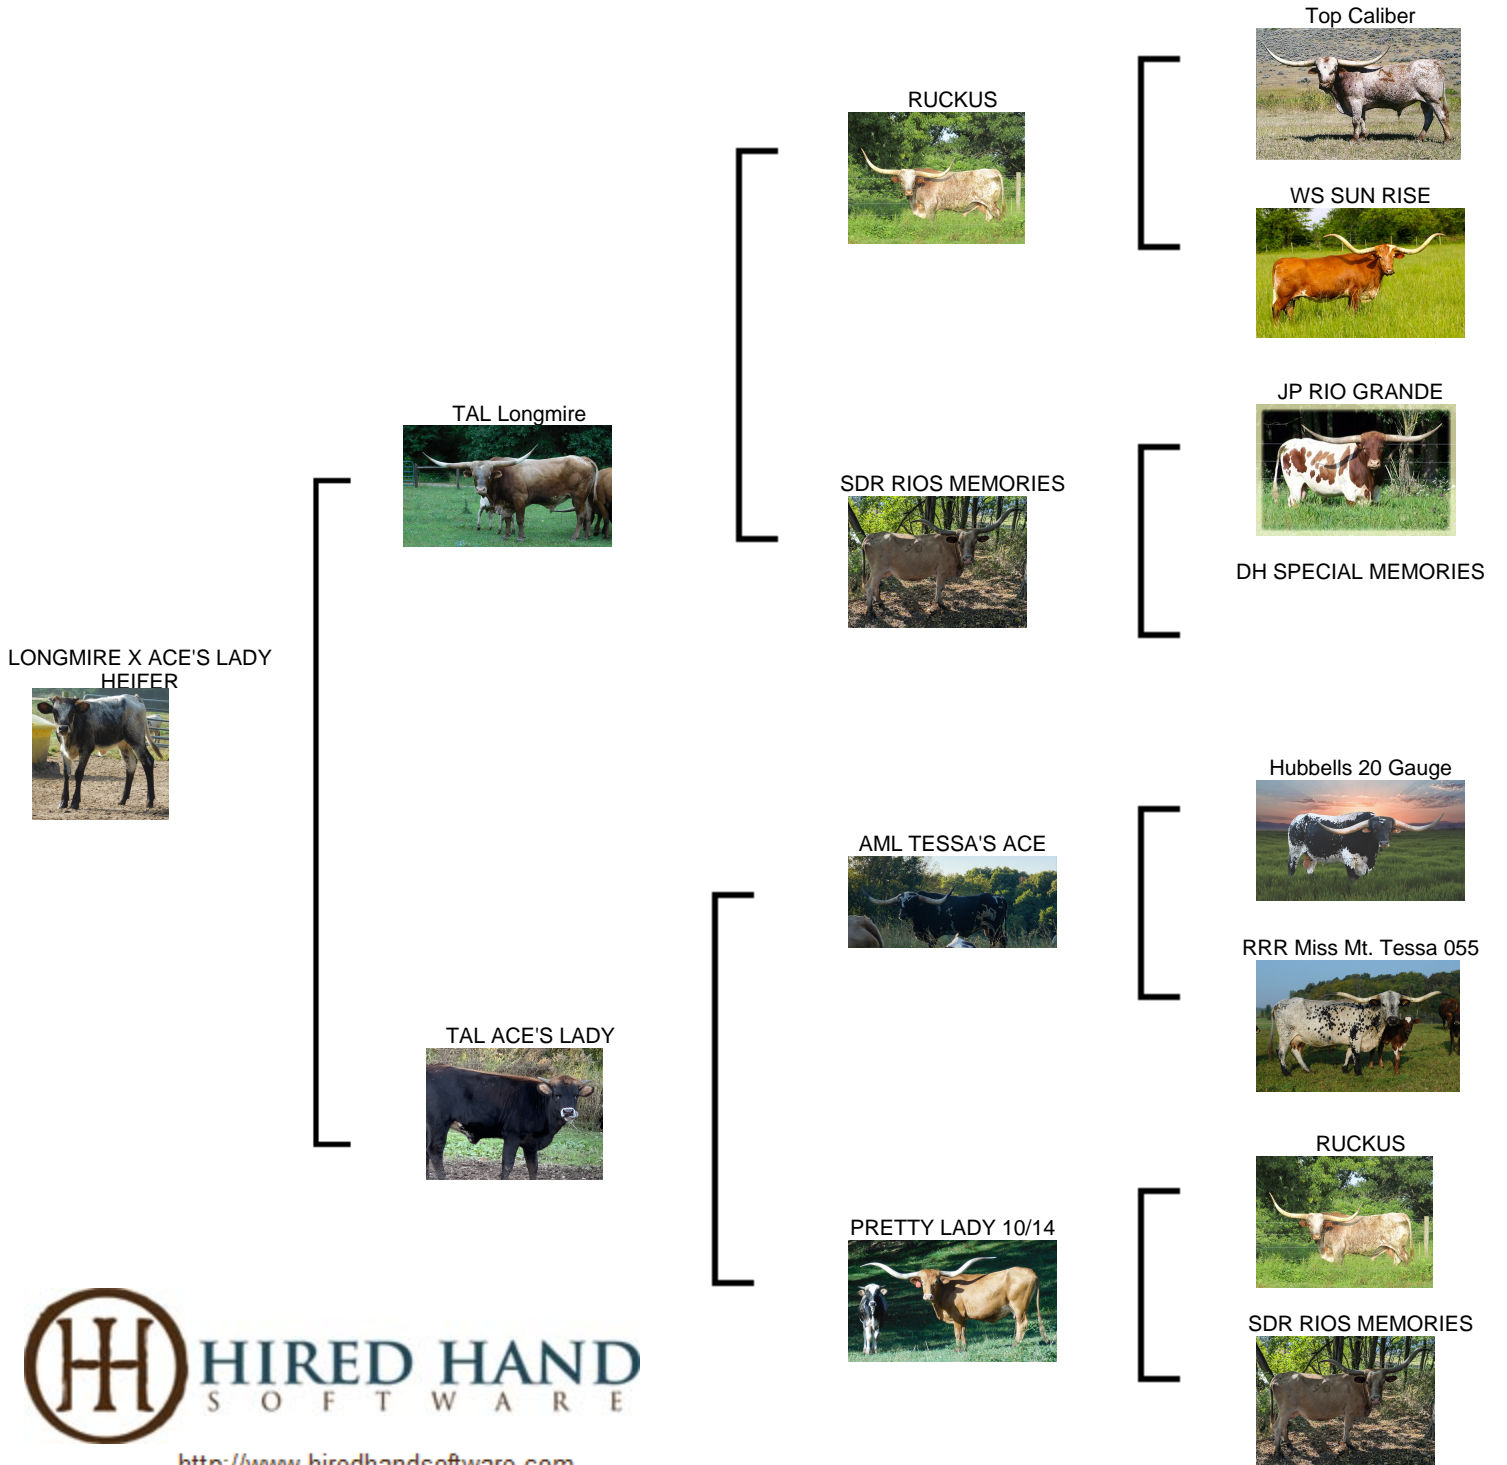 Top Caliber
RUCKUS
WS SUN RISE
TAL Longmire
JP RIO GRANDE
SDR RIOS MEMORIES
DH SPECIAL MEMORIES
LONGMIRE X ACE'S LADY
HEIFER
Hubbells 20 Gauge
AML TESSA'S ACE
RRR Miss Mt. Tessa 055
TAL ACE'S LADY
RUCKUS
PRETTY LADY 10/14
SDR RIOS MEMORIES
HIRED HAND
SOFTWARE
http://www.hiredhandsoftware.com